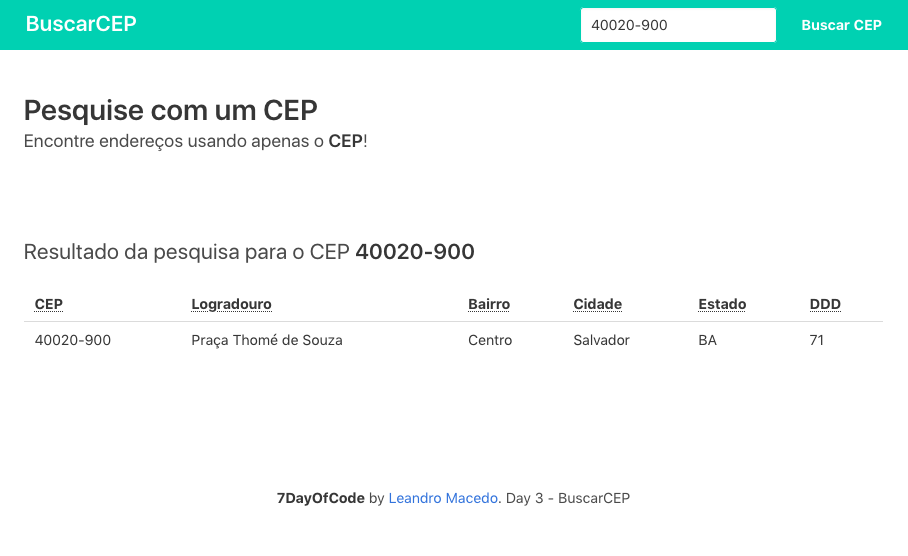 BuscarCEP 40020-900 Buscar CEP
Pesquise com um CEP
Encontre endereços usando apenas o CEP!
Resultado da pesquisa para o CEP 40020-900
CEP Logradouro Bairro Cidade Estado DDD
40020-900 Praça Thomé de Souza Centro Salvador BA 71
7DayOfCode by Leandro Macedo. Day 3 - BuscarCEP